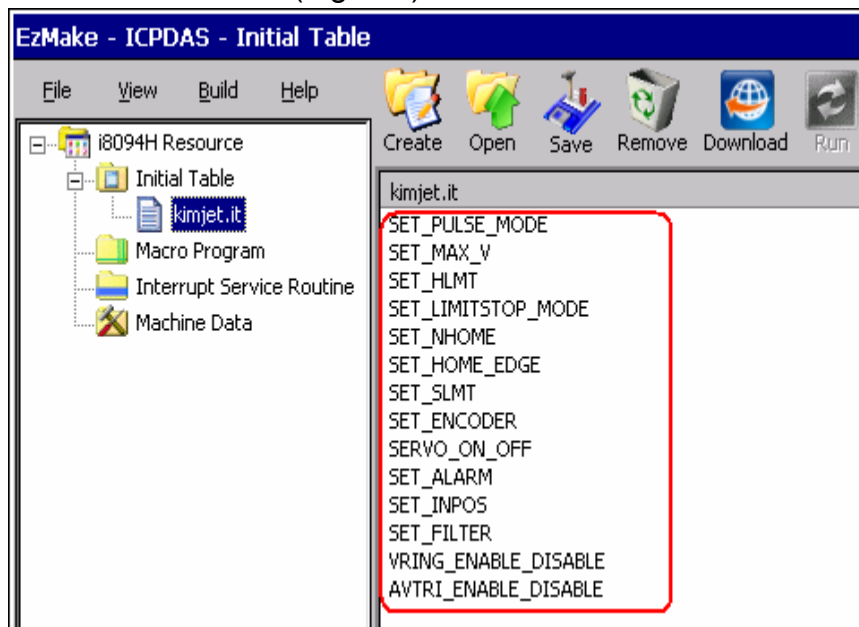 EzMake - ICPDAS - Initial Table
File View Build Help
Create Open Save Remove Download Run
i8094H Resource
Initial Table
kimjet.it
Macro Program
Interrupt Service Routine
Machine Data
kimjet.it
SET_PULSE_MODE
SET_MAX_V
SET_HLMT
SET_LIMITSTOP_MODE
SET_NHOME
SET_HOME_EDGE
SET_SLMT
SET_ENCODER
SERVO_ON_OFF
SET_ALARM
SET_INPOS
SET_FILTER
VRING_ENABLE_DISABLE
AVTRI_ENABLE_DISABLE